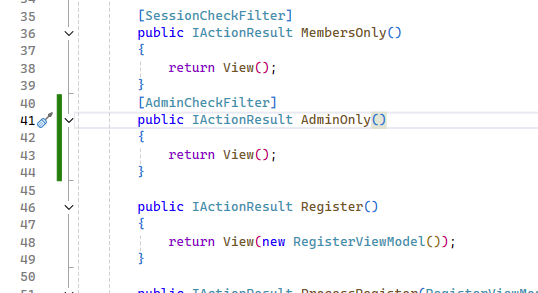 34
35 [SessionCheckFilter]
36 public IActionResult MembersOnly()
37 {
38 return View();
39 }
40 [AdminCheckFilter]
41 public IActionResult AdminOnly()
42 {
43 return View();
44 }
45
46 public IActionResult Register()
47 {
48 return View(new RegisterViewModel());
49 }
50
51 public IActionResult ProcessRegister(RegisterViewMo